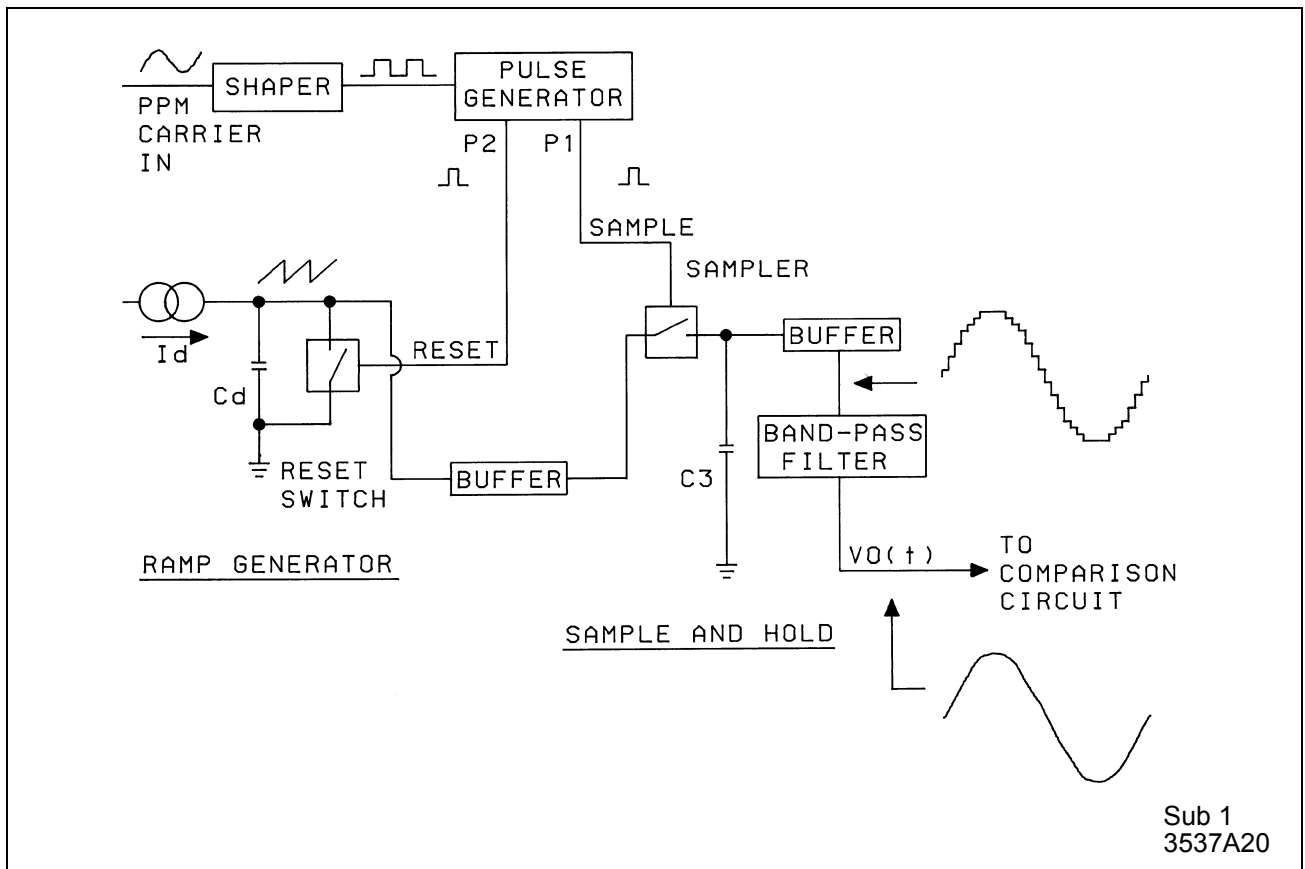 SHAPER
PULSE
GENERATOR
PPM
CARRIER
IN
P2
P1
SAMPLE
SAMPLER
Id
RESET
BUFFER
Cd
BAND-PASS
FILTER
RESET
SWITCH
BUFFER
C3
RAMP GENERATOR
VO(t)
TO
COMPARISON
CIRCUIT
SAMPLE AND HOLD
Sub 1
3537A20